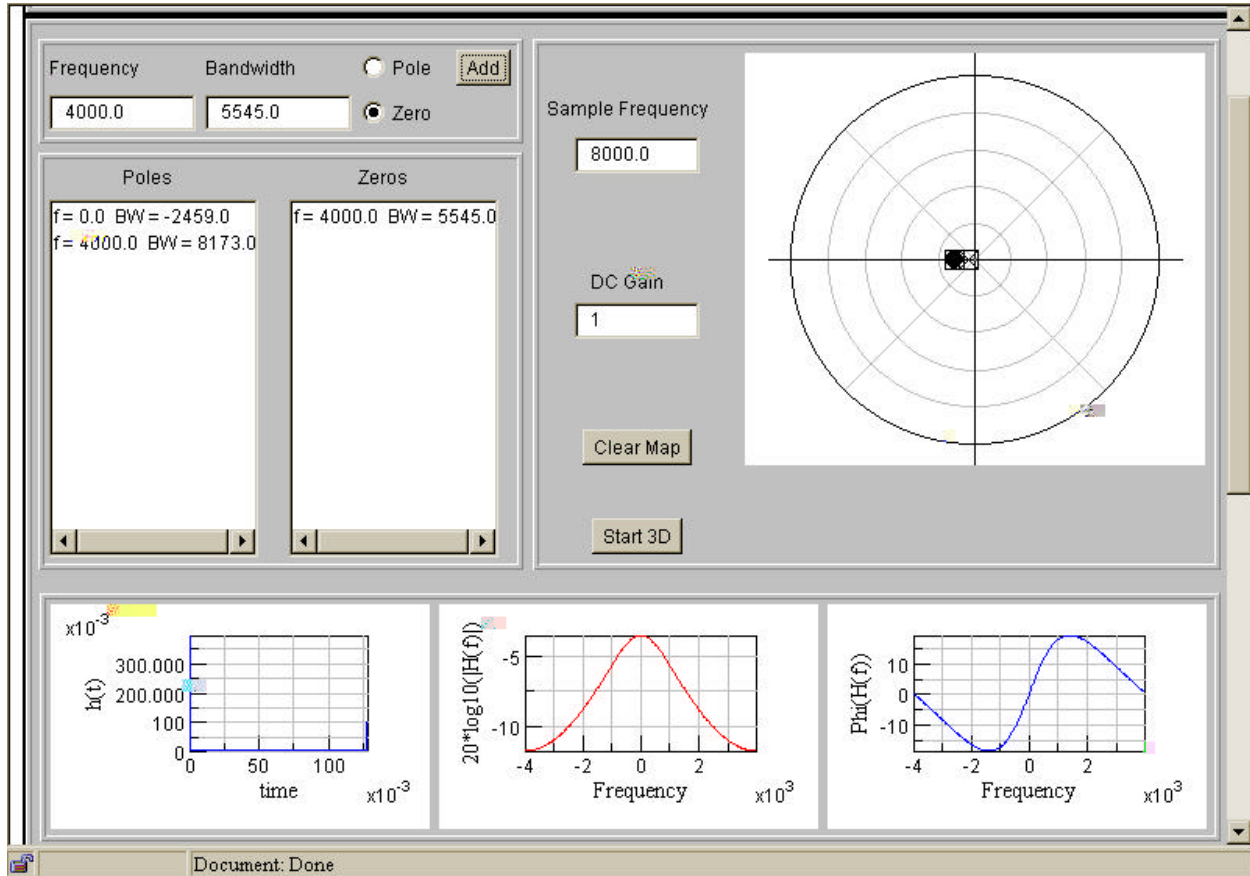 Frequency Bandwidth Pole Add
4000.0 5545.0 Zero
Poles Zeros
f= 0.0 BW= -2459.0 f= 4000.0 BW= 5545.0
f= 4000.0 BW= 8173.0
Sample Frequency
8000.0
DC Gain
1
Clear Map
Start 3D
x10-3
300.000
200.000
100
0
h(t)
0 50 100
time x10-3
20*log10(|H(f)|)
-5
-10
-4 -2 0 2
Frequency x103
Phi(H(f))
10
0
-10
-4 -2 0 2
Frequency x103
Document: Done